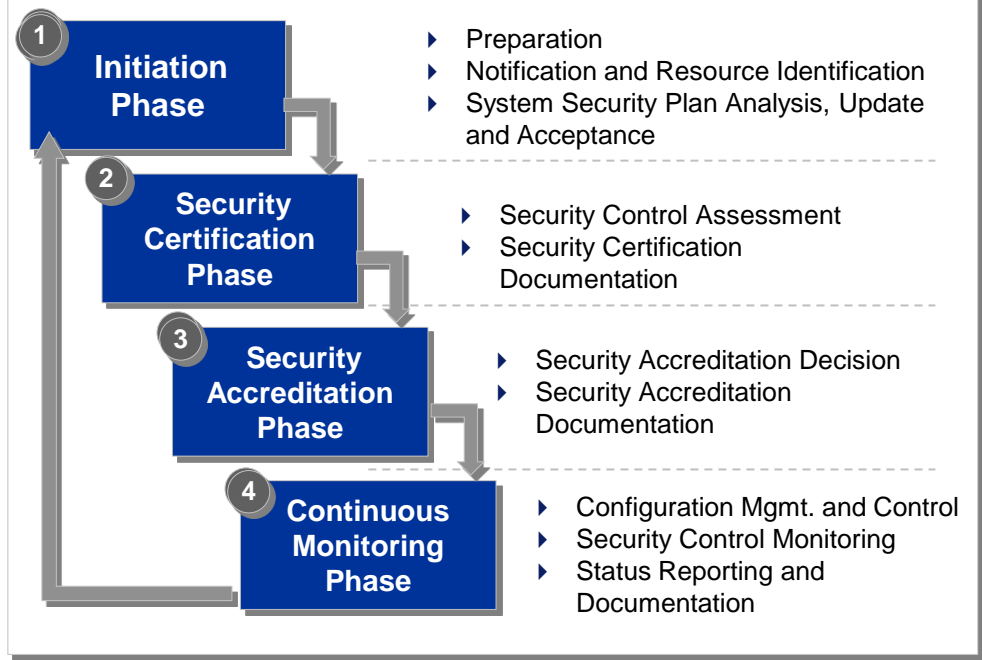 1
Initiation
Phase
Preparation
Notification and Resource Identification
System Security Plan Analysis, Update
and Acceptance
2
Security
Certification
Phase
Security Control Assessment
Security Certification
Documentation
3
Security
Accreditation
Phase
Security Accreditation Decision
Security Accreditation
Documentation
4
Continuous
Monitoring
Phase
Configuration Mgmt. and Control
Security Control Monitoring
Status Reporting and
Documentation